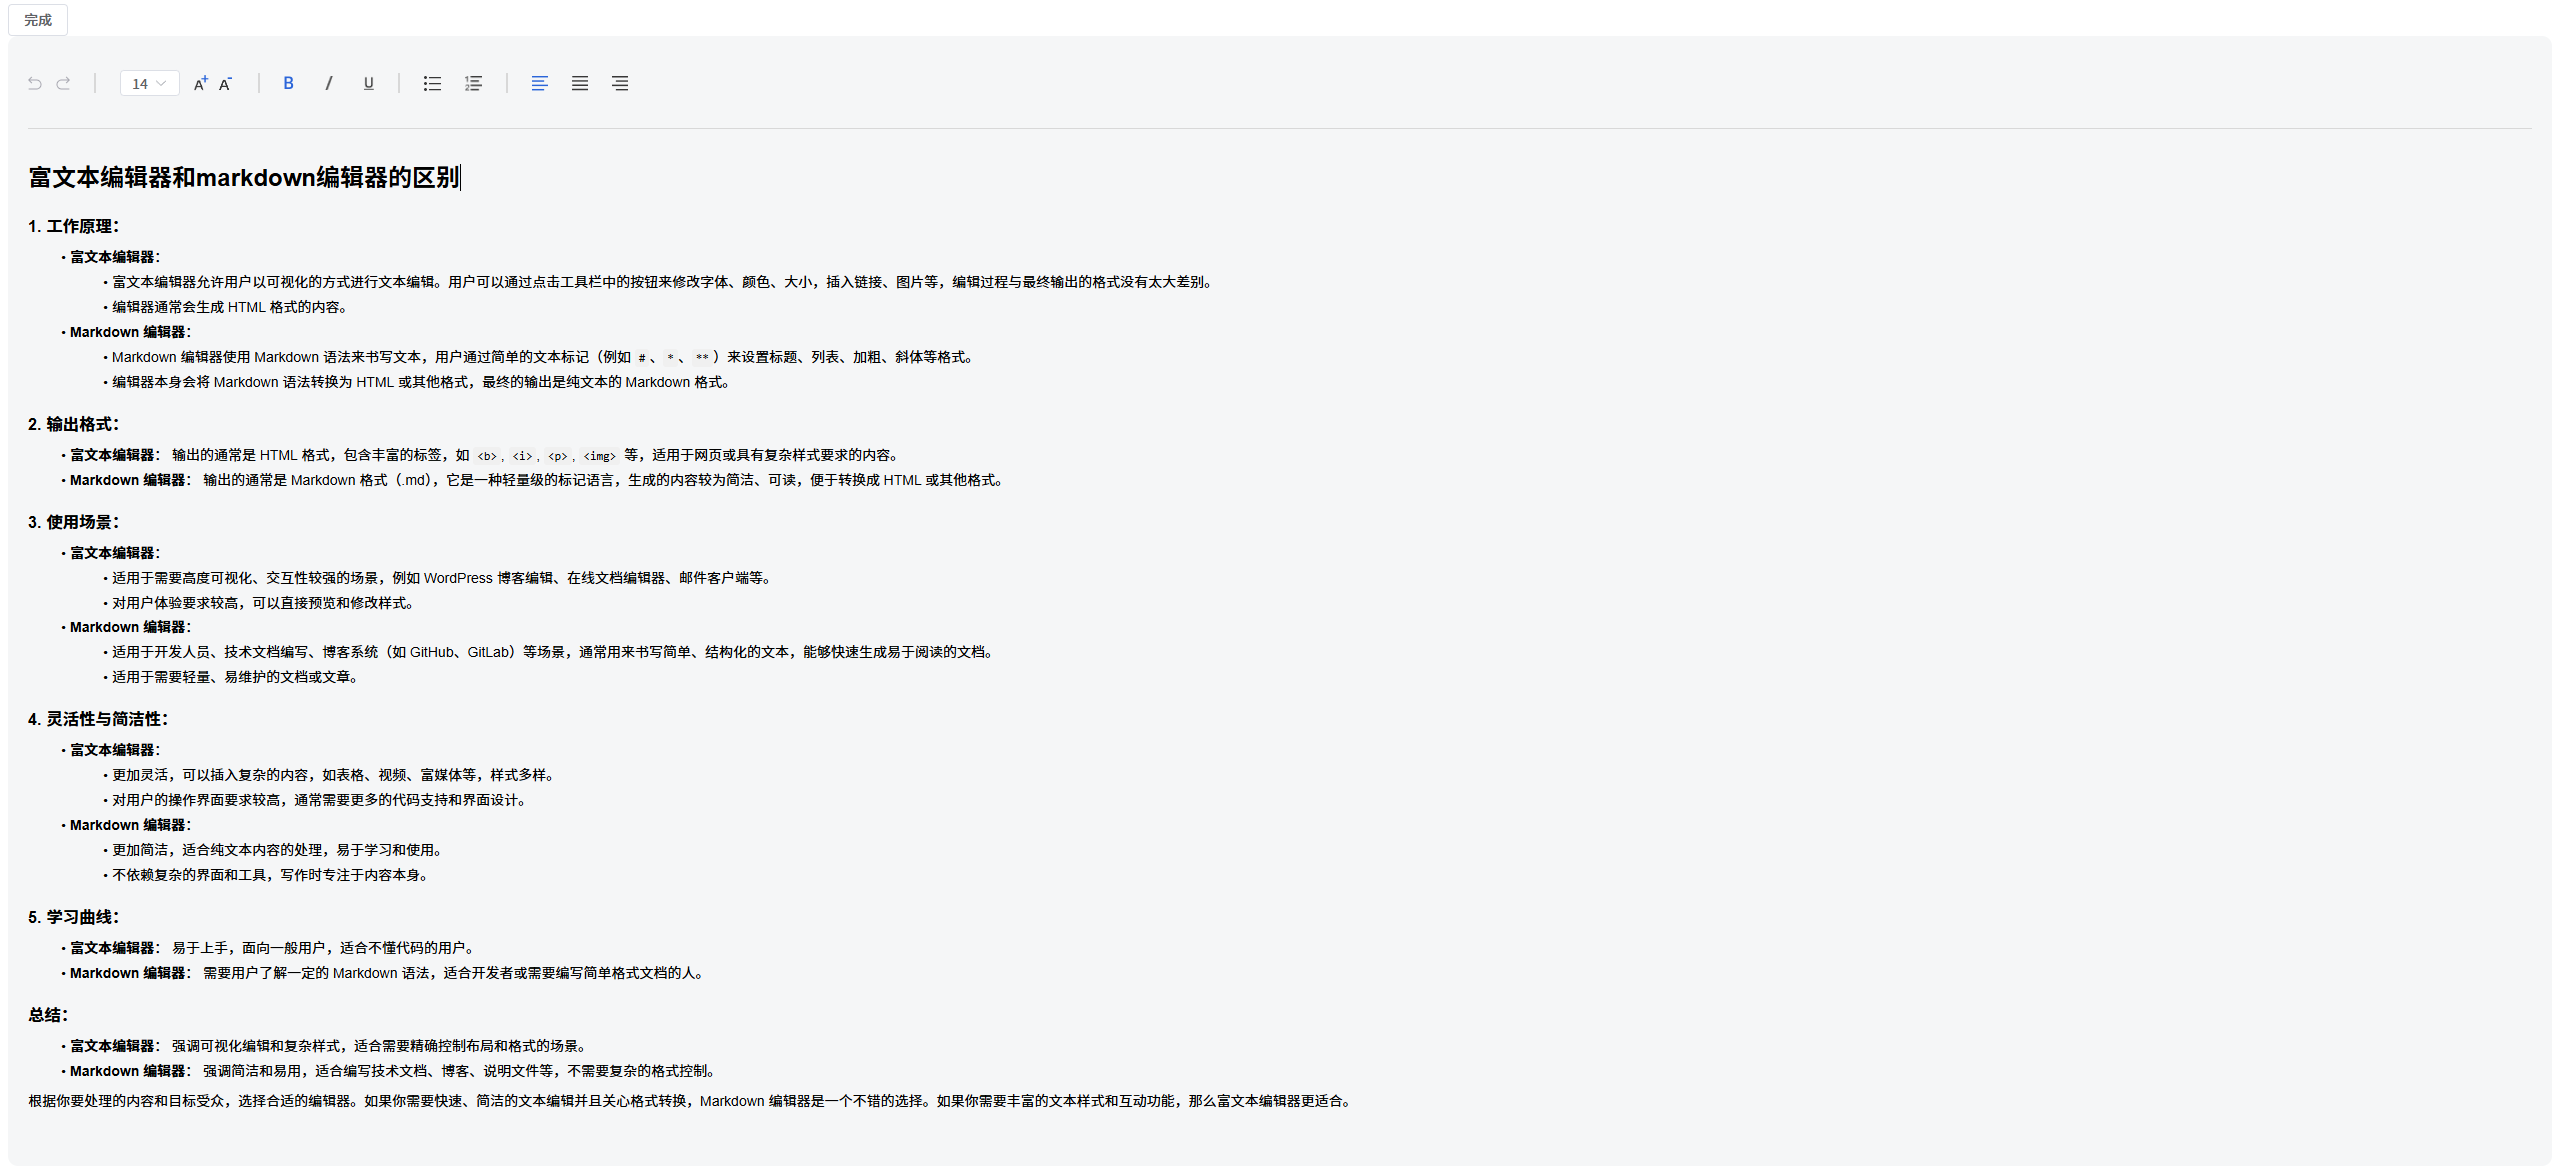 完成
14 A+ A- B I U
富文本编辑器和markdown编辑器的区别
1. 工作原理：
• 富文本编辑器：
• 富文本编辑器允许用户以可视化的方式进行文本编辑。用户可以通过点击工具栏中的按钮来修改字体、颜色、大小，插入链接、图片等，编辑过程与最终输出的格式没有太大差别。
• 编辑器通常会生成 HTML 格式的内容。
• Markdown 编辑器：
• Markdown 编辑器使用 Markdown 语法来书写文本，用户通过简单的文本标记（例如 # 、 * 、 ** ）来设置标题、列表、加粗、斜体等格式。
• 编辑器本身会将 Markdown 语法转换为 HTML 或其他格式，最终的输出是纯文本的 Markdown 格式。
2. 输出格式：
• 富文本编辑器： 输出的通常是 HTML 格式，包含丰富的标签，如 <b> , <i> , <p> , <img> 等，适用于网页或具有复杂样式要求的内容。
• Markdown 编辑器： 输出的通常是 Markdown 格式（.md），它是一种轻量级的标记语言，生成的内容较为简洁、可读，便于转换成 HTML 或其他格式。
3. 使用场景：
• 富文本编辑器：
• 适用于需要高度可视化、交互性较强的场景，例如 WordPress 博客编辑、在线文档编辑器、邮件客户端等。
• 对用户体验要求较高，可以直接预览和修改样式。
• Markdown 编辑器：
• 适用于开发人员、技术文档编写、博客系统（如 GitHub、GitLab）等场景，通常用来书写简单、结构化的文本，能够快速生成易于阅读的文档。
• 适用于需要轻量、易维护的文档或文章。
4. 灵活性与简洁性：
• 富文本编辑器：
• 更加灵活，可以插入复杂的内容，如表格、视频、富媒体等，样式多样。
• 对用户的操作界面要求较高，通常需要更多的代码支持和界面设计。
• Markdown 编辑器：
• 更加简洁，适合纯文本内容的处理，易于学习和使用。
• 不依赖复杂的界面和工具，写作时专注于内容本身。
5. 学习曲线：
• 富文本编辑器： 易于上手，面向一般用户，适合不懂代码的用户。
• Markdown 编辑器： 需要用户了解一定的 Markdown 语法，适合开发者或需要编写简单格式文档的人。
总结：
• 富文本编辑器： 强调可视化编辑和复杂样式，适合需要精确控制布局和格式的场景。
• Markdown 编辑器： 强调简洁和易用，适合编写技术文档、博客、说明文件等，不需要复杂的格式控制。
根据你要处理的内容和目标受众，选择合适的编辑器。如果你需要快速、简洁的文本编辑并且关心格式转换，Markdown 编辑器是一个不错的选择。如果你需要丰富的文本样式和互动功能，那么富文本编辑器更适合。